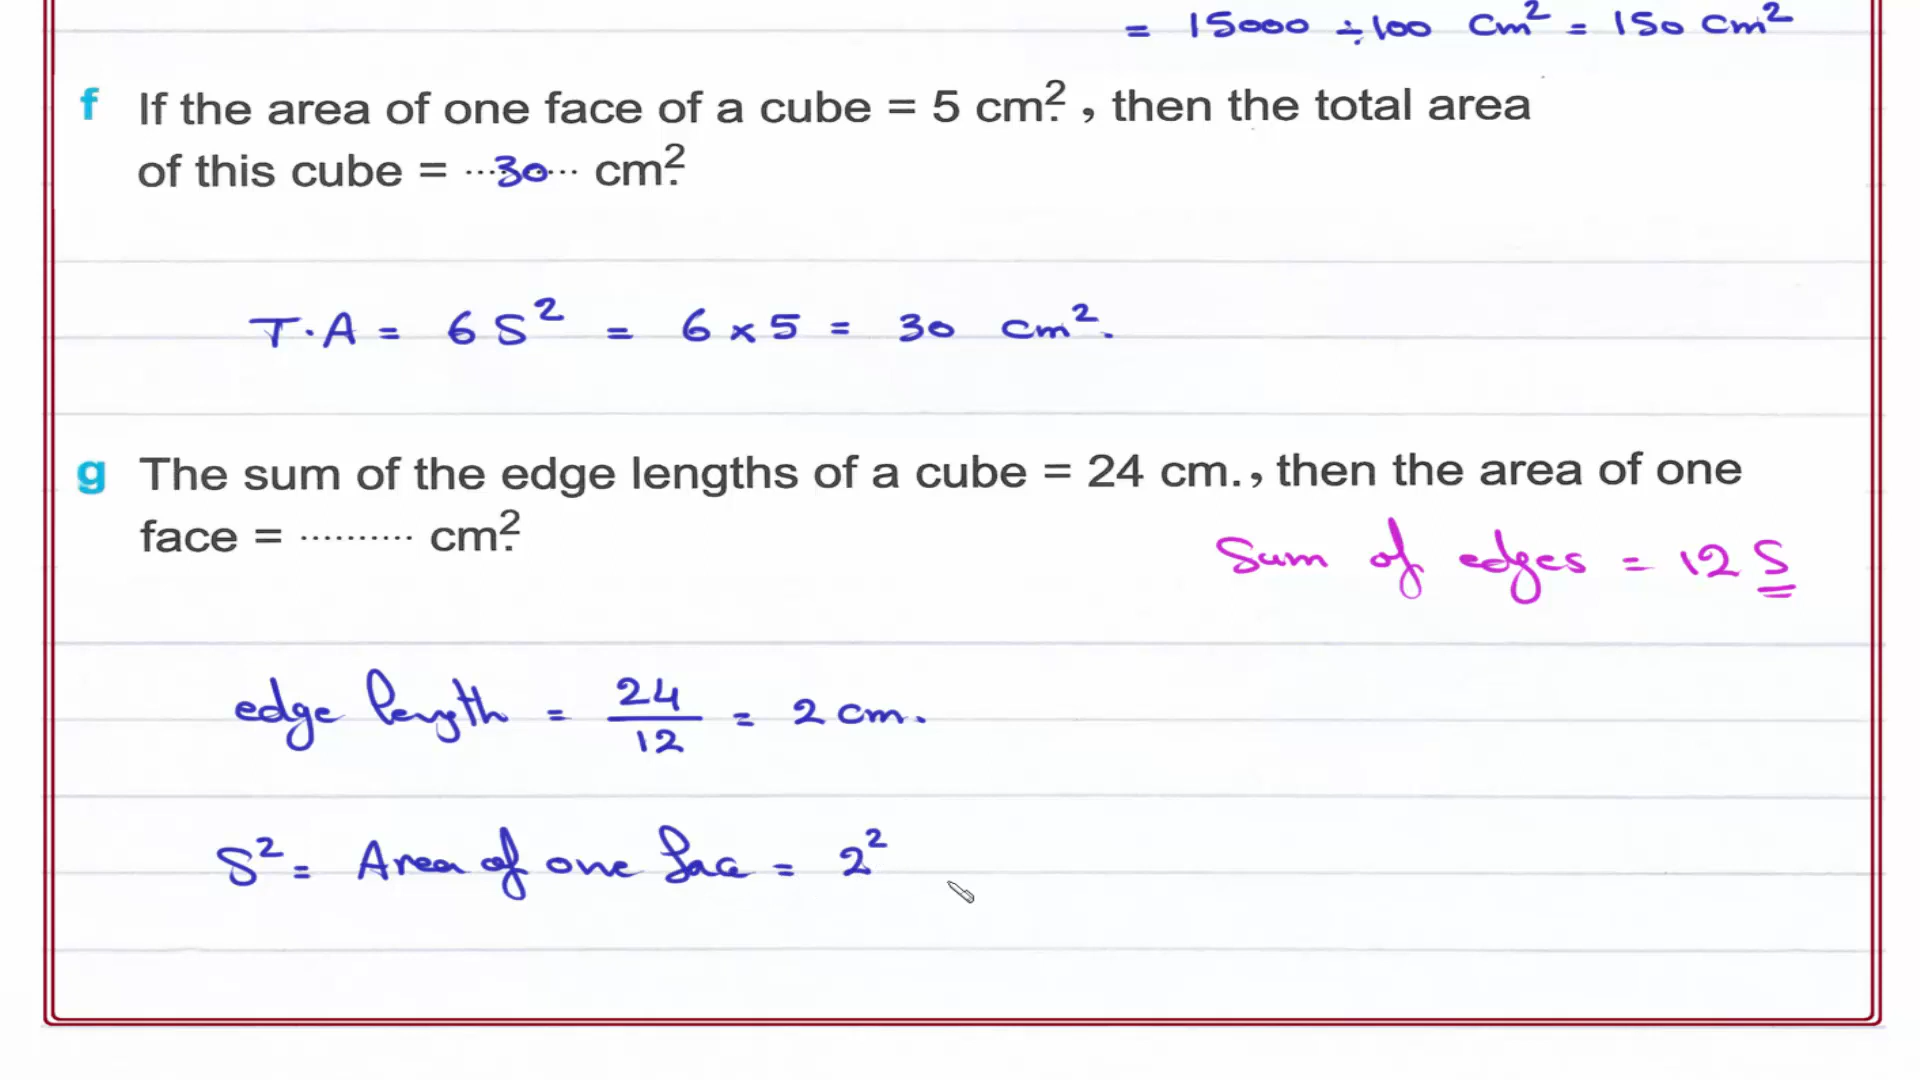 = 15000 ÷ 100 cm² = 150 cm²
f If the area of one face of a cube = 5 cm². , then the total area
of this cube = ...30... cm².
T.A = 6 S² = 6 × 5 = 30 cm².
g The sum of the edge lengths of a cube = 24 cm. , then the area of one
face = .......... cm².
Sum of edges = 12 S
edge length = 24/12 = 2 cm.
S² = Area of one face = 2²